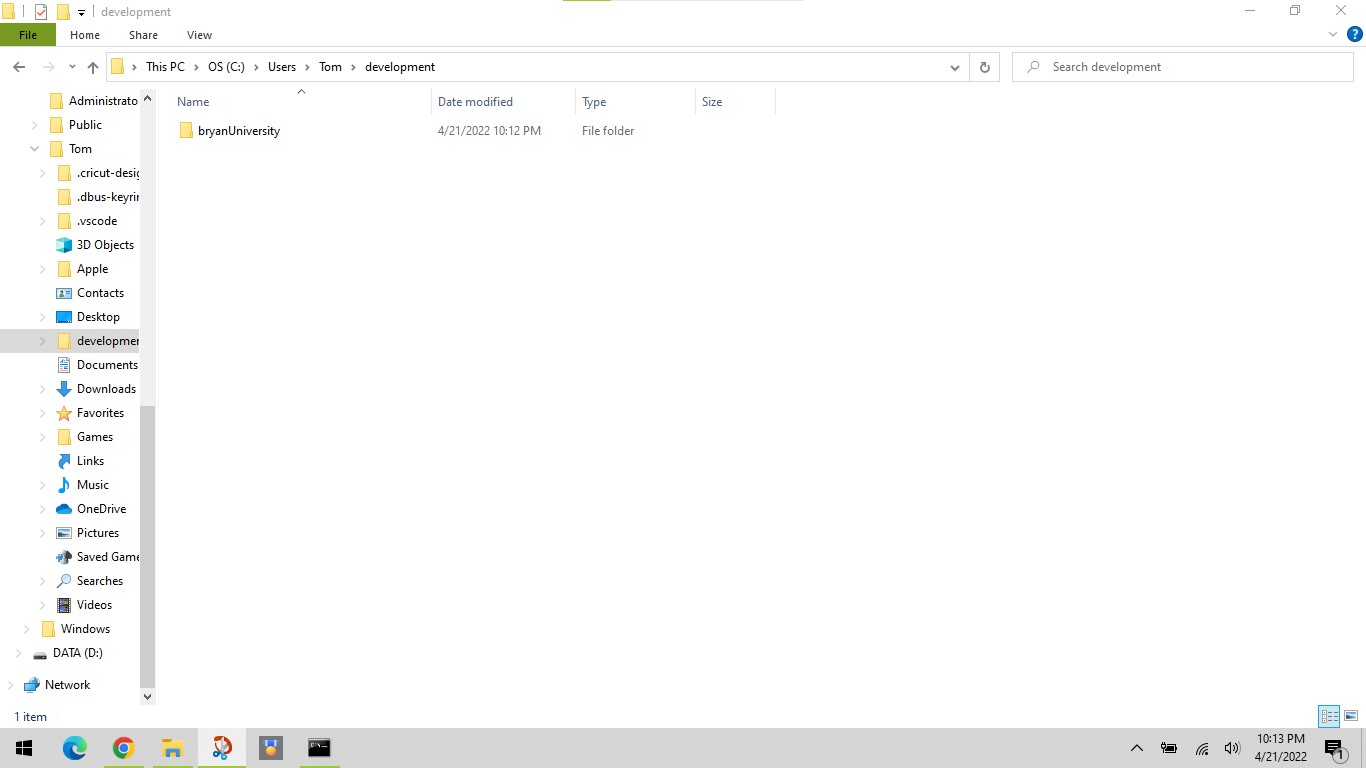 development
File Home Share View
This PC OS (C:) Users Tom development
Search development
Name Date modified Type Size
bryanUniversity 4/21/2022 10:12 PM File folder
Administrato
Public
Tom
.cricut-desig
.dbus-keyrin
.vscode
3D Objects
Apple
Contacts
Desktop
developmen
Documents
Downloads
Favorites
Games
Links
Music
OneDrive
Pictures
Saved Game
Searches
Videos
Windows
DATA (D:)
Network
1 item
10:13 PM
4/21/2022
1